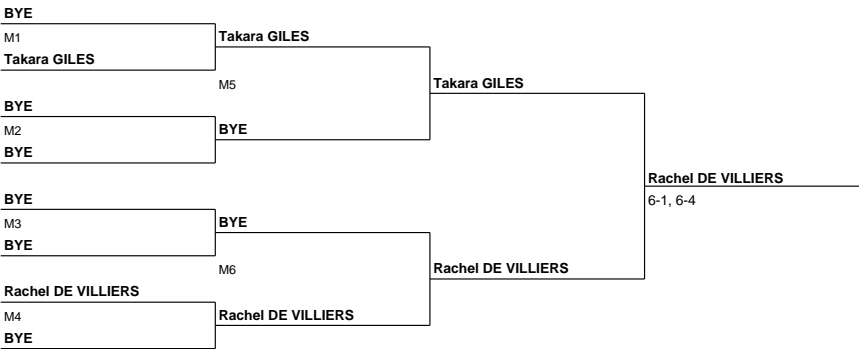 BYE
M1
Takara GILES
Takara GILES
M5
BYE
M2
BYE
BYE
Takara GILES
BYE
M3
BYE
BYE
M6
Rachel DE VILLIERS
M4
BYE
Rachel DE VILLIERS
Rachel DE VILLIERS
Rachel DE VILLIERS
6-1, 6-4